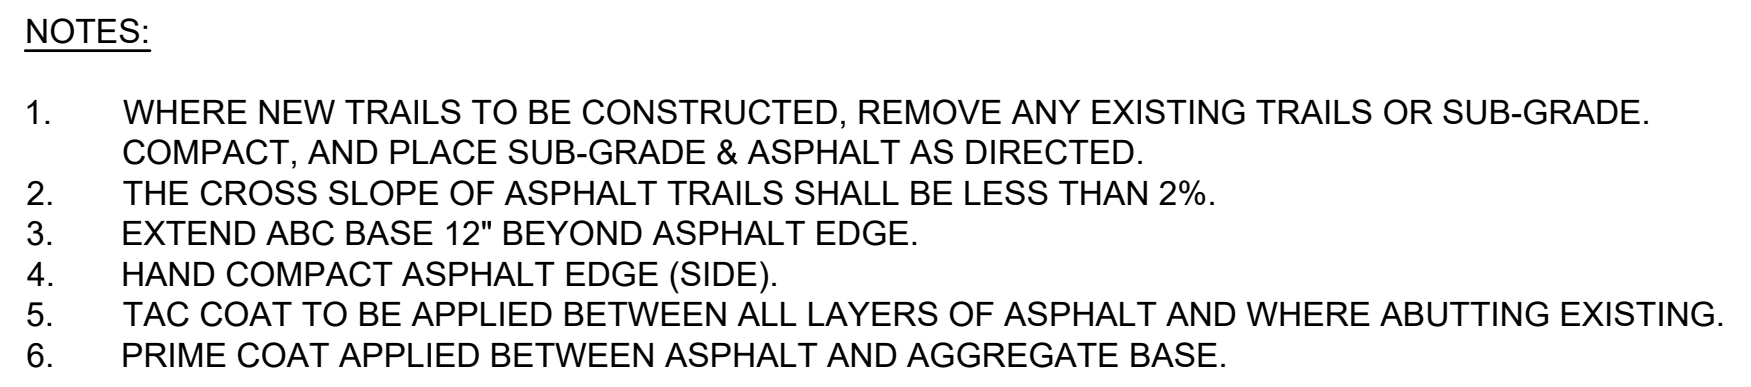 NOTES:
1. WHERE NEW TRAILS TO BE CONSTRUCTED, REMOVE ANY EXISTING TRAILS OR SUB-GRADE.
COMPACT, AND PLACE SUB-GRADE & ASPHALT AS DIRECTED.
2. THE CROSS SLOPE OF ASPHALT TRAILS SHALL BE LESS THAN 2%.
3. EXTEND ABC BASE 12" BEYOND ASPHALT EDGE.
4. HAND COMPACT ASPHALT EDGE (SIDE).
5. TAC COAT TO BE APPLIED BETWEEN ALL LAYERS OF ASPHALT AND WHERE ABUTTING EXISTING.
6. PRIME COAT APPLIED BETWEEN ASPHALT AND AGGREGATE BASE.